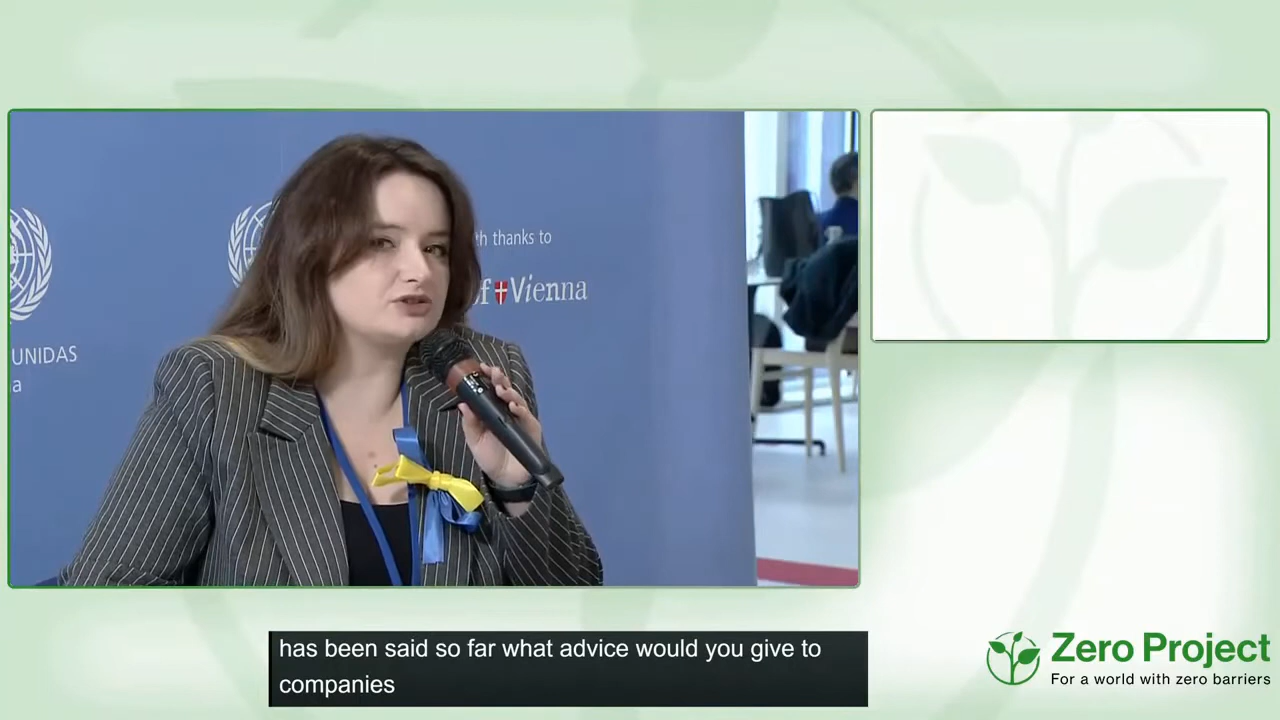 th thanks to
of Vienna
UNIDAS
a
has been said so far what advice would you give to
companies
Zero Project
For a world with zero barriers